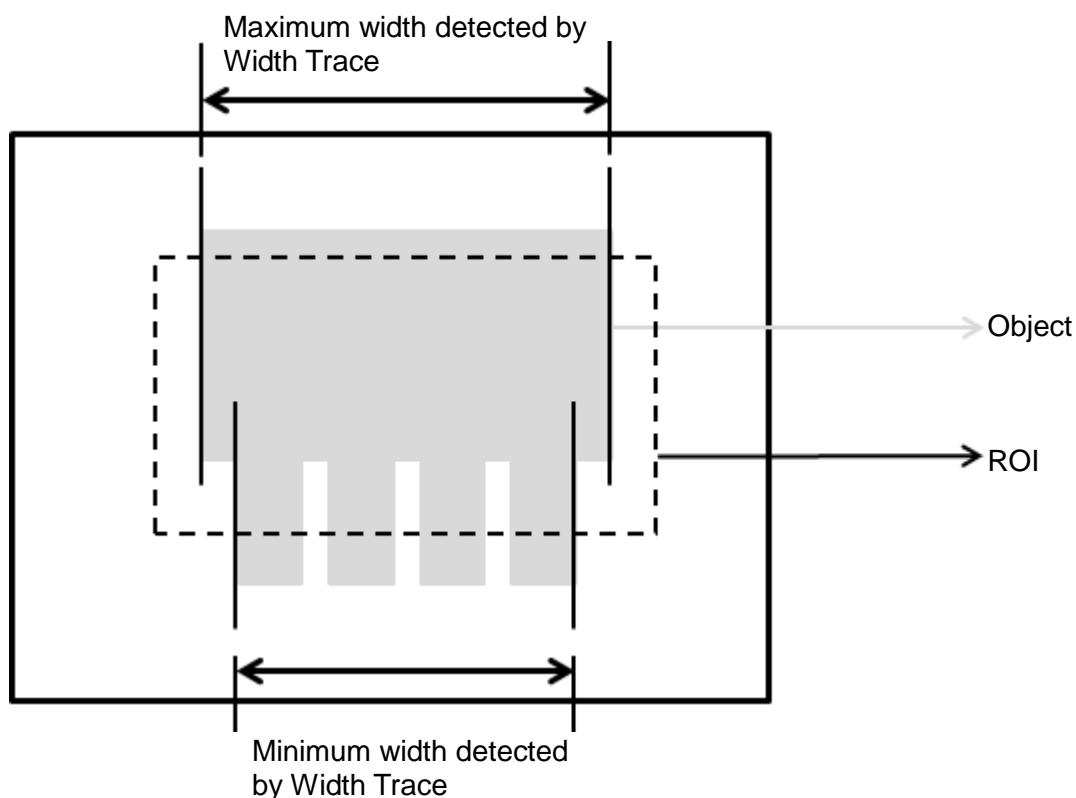 Maximum width detected by
Width Trace
Object
ROI
Minimum width detected
by Width Trace